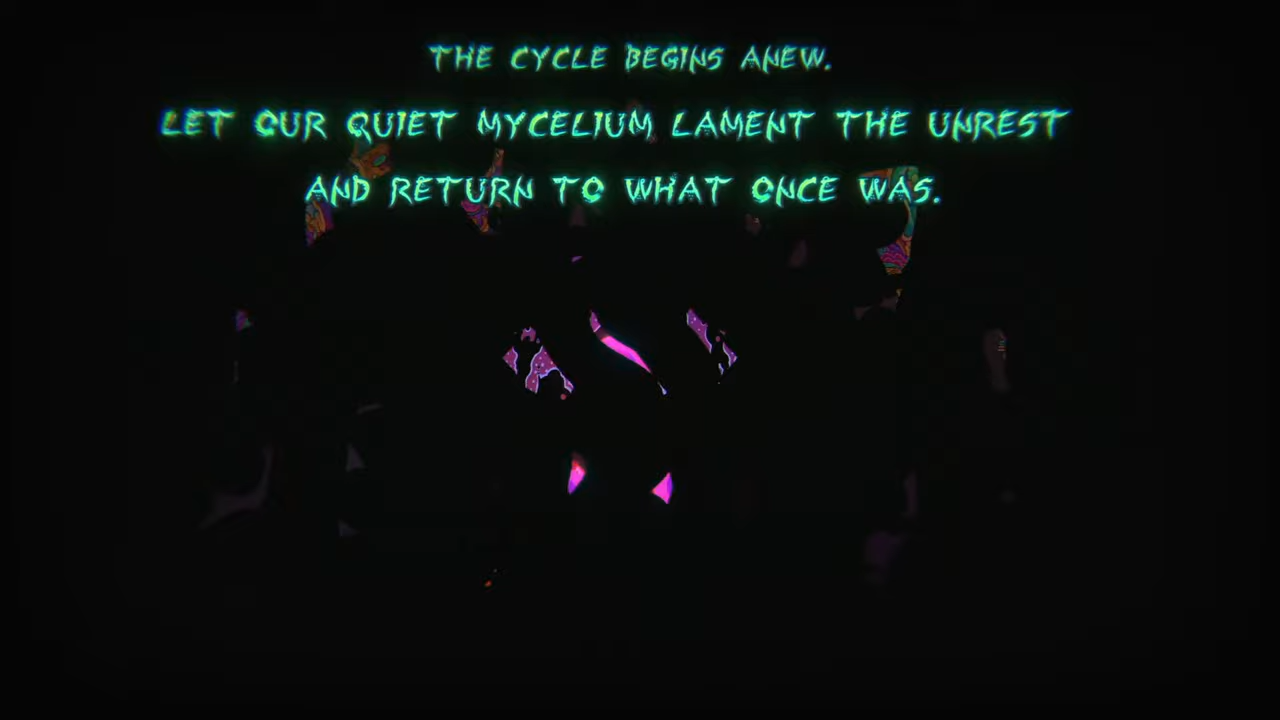 THE CYCLE BEGINS ANEW.
LET OUR QUIET MYCELIUM LAMENT THE UNREST
AND RETURN TO WHAT ONCE WAS.